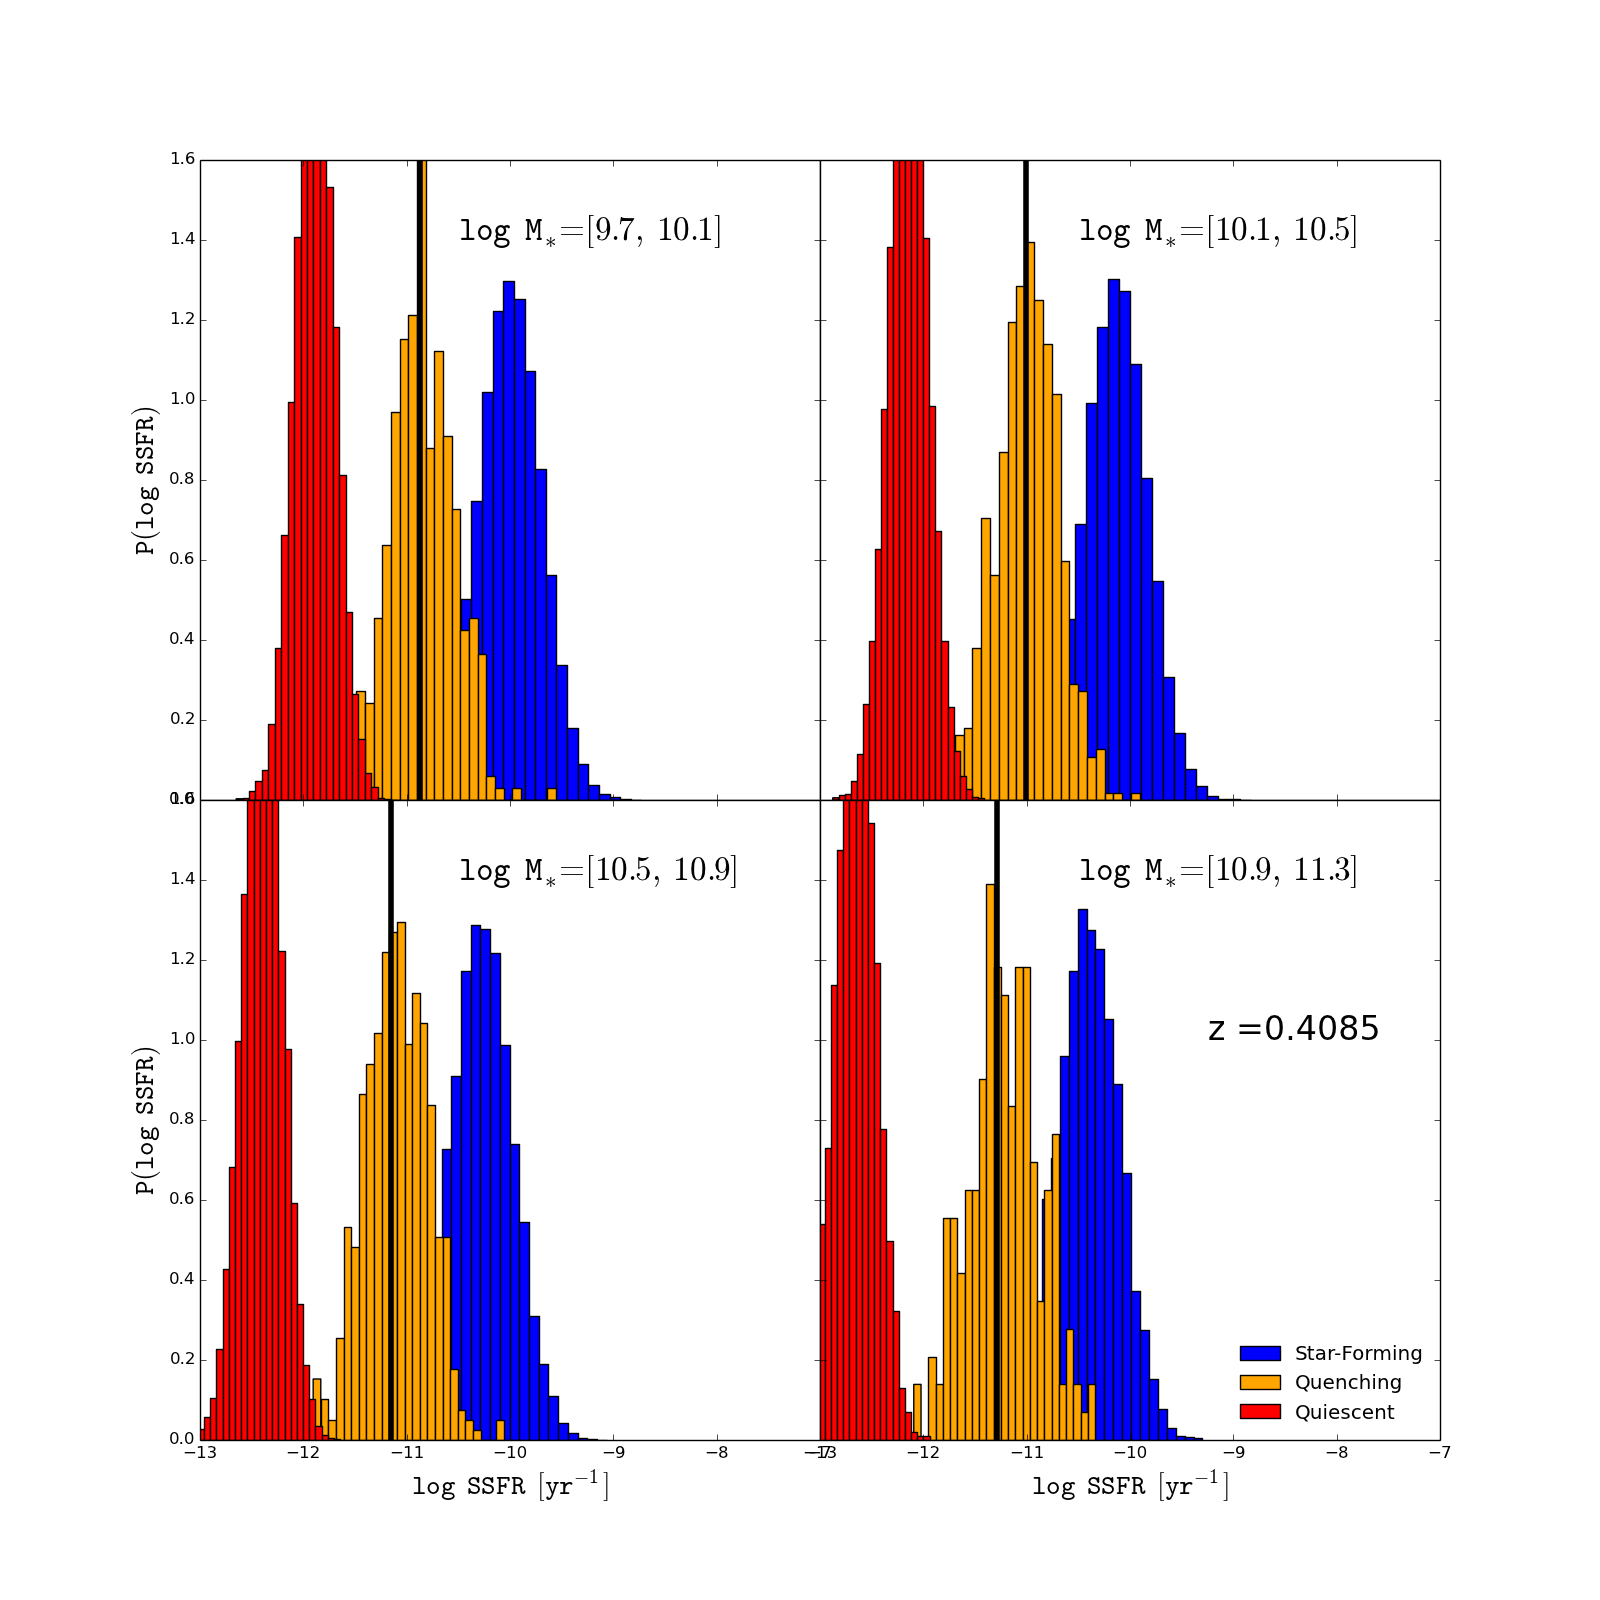 1.6
1.4
1.2
1.0
0.8
0.6
0.4
0.2
P(log SSFR)
log M*=[9.7, 10.1]
log M*=[10.1, 10.5]
1.4
1.2
1.0
0.8
0.6
0.4
0.2
0.0
P(log SSFR)
log M*=[10.5, 10.9]
log M*=[10.9, 11.3]
z =0.4085
Star-Forming
Quenching
Quiescent
−13 −12 −11 −10 −9 −8 −12 −11 −10 −9 −8 −7
log SSFR [yr⁻¹] log SSFR [yr⁻¹]